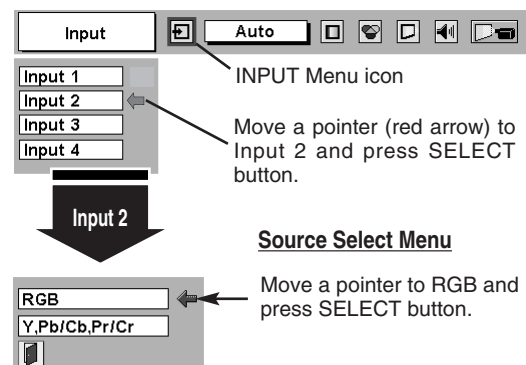 Input
Auto
INPUT Menu icon
Input 1
Input 2
Input 3
Input 4
Move a pointer (red arrow) to
Input 2 and press SELECT
button.
Input 2
Source Select Menu
RGB
Y,Pb/Cb,Pr/Cr
Move a pointer to RGB and
press SELECT button.